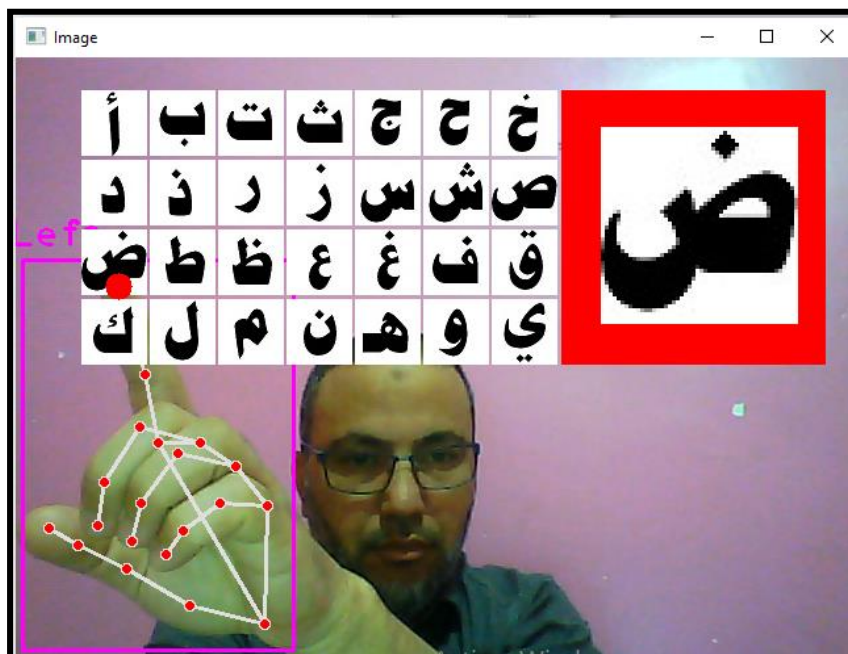 Image
أ ب ت ث ج ح خ
د ذ ر ز س ش ص
ض ط ظ ع غ ف ق
ك ل م ن هـ و ي
ض
Left